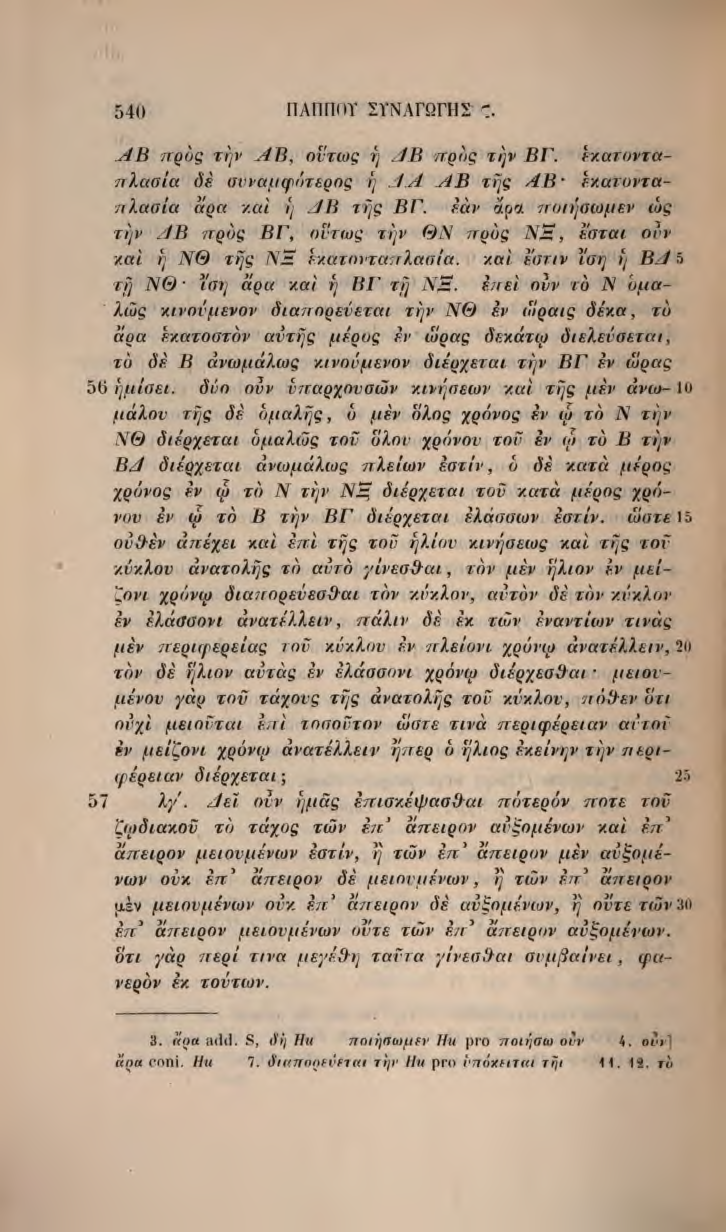 540 ΠΑΠΠΟΥ ΣΥΝΑΓΩΓΗΣ Ϛ.
ΔΒ πρὸς τὴν ΑΒ, οὕτως ἡ ΔΒ πρὸς τὴν ΒΓ. ἑκατοντα-
πλασία δὲ συναμφότερος ἡ ΔΑ ΑΒ τῆς ΑΒ· ἑκατοντα-
πλασία ἄρα καὶ ἡ ΔΒ τῆς ΒΓ. ἐὰν ἄρα ποιήσωμεν ὡς
τὴν ΔΒ πρὸς ΒΓ, οὕτως τὴν ΘΝ πρὸς ΝΞ, ἔσται οὖν
καὶ ἡ ΝΘ τῆς ΝΞ ἑκατονταπλασία. καὶ ἔστιν ἴση ἡ ΒΔ 5
τῇ ΝΘ· ἴση ἄρα καὶ ἡ ΒΓ τῇ ΝΞ. ἐπεὶ οὖν τὸ Ν ὁμα-
λῶς κινούμενον διαπορεύεται τὴν ΝΘ ἐν ὥραις δέκα, τὸ
ἄρα ἑκατοστὸν αὐτῆς μέρος ἐν ὥρας δεκάτῳ διελεύσεται,
τὸ δὲ Β ἀνωμάλως κινούμενον διέρχεται τὴν ΒΓ ἐν ὥρας
56 ἡμίσει. δύο οὖν ὑπαρχουσῶν κινήσεων καὶ τῆς μὲν ἀνω- 10
μάλου τῆς δὲ ὁμαλῆς, ὁ μὲν ὅλος χρόνος ἐν ᾧ τὸ Ν τὴν
ΝΘ διέρχεται ὁμαλῶς τοῦ ὅλου χρόνου τοῦ ἐν ᾧ τὸ Β τὴν
ΒΔ διέρχεται ἀνωμάλως πλείων ἐστίν, ὁ δὲ κατὰ μέρος
χρόνος ἐν ᾧ τὸ Ν τὴν ΝΞ διέρχεται τοῦ κατὰ μέρος χρό-
νου ἐν ᾧ τὸ Β τὴν ΒΓ διέρχεται ἐλάσσων ἐστίν. ὥστε 15
οὐθὲν ἀπέχει καὶ ἐπὶ τῆς τοῦ ἡλίου κινήσεως καὶ τῆς τοῦ
κύκλου ἀνατολῆς τὸ αὐτὸ γίνεσθαι, τὸν μὲν ἥλιον ἐν μεί-
ζονι χρόνῳ διαπορεύεσθαι τὸν κύκλον, αὐτὸν δὲ τὸν κύκλον
ἐν ἐλάσσονι ἀνατέλλειν, πάλιν δὲ ἐκ τῶν ἐναντίων τινὰς
μὲν περιφερείας τοῦ κύκλου ἐν πλείονι χρόνῳ ἀνατέλλειν, 20
τὸν δὲ ἥλιον αὐτὰς ἐν ἐλάσσονι χρόνῳ διέρχεσθαι· μειου-
μένου γὰρ τοῦ τάχους τῆς ἀνατολῆς τοῦ κύκλου, πόθεν ὅτι
οὐχὶ μειοῦται ἐπὶ τοσοῦτον ὥστε τινὰ περιφέρειαν αὐτοῦ
ἐν μείζονι χρόνῳ ἀνατέλλειν ἤπερ ὁ ἥλιος ἐκείνην τὴν περι-
φέρειαν διέρχεται; 25
57 λγ΄. Δεῖ οὖν ἡμᾶς ἐπισκέψασθαι πότερόν ποτε τοῦ
ζῳδιακοῦ τὸ τάχος τῶν ἐπ᾽ ἄπειρον αὐξομένων καὶ ἐπ᾽
ἄπειρον μειουμένων ἐστίν, ἢ τῶν ἐπ᾽ ἄπειρον μὲν αὐξομέ-
νων οὐκ ἐπ᾽ ἄπειρον δὲ μειουμένων, ἢ τῶν ἐπ᾽ ἄπειρον
μὲν μειουμένων οὐκ ἐπ᾽ ἄπειρον δὲ αὐξομένων, ἢ οὔτε τῶν 30
ἐπ᾽ ἄπειρον μειουμένων οὔτε τῶν ἐπ᾽ ἄπειρον αὐξομένων.
ὅτι γὰρ περί τινα μεγέθη ταῦτα γίνεσθαι συμβαίνει, φα-
νερὸν ἐκ τούτων.
3. ἄρα add. S, δὴ Hu ποιήσωμεν Hu pro ποιήσω οὖν 4. οὖν]
ἄρα coni. Hu 7. διαπορεύεται τὴν Hu pro ὑπόκειται τῆι 11. 12. τὸ